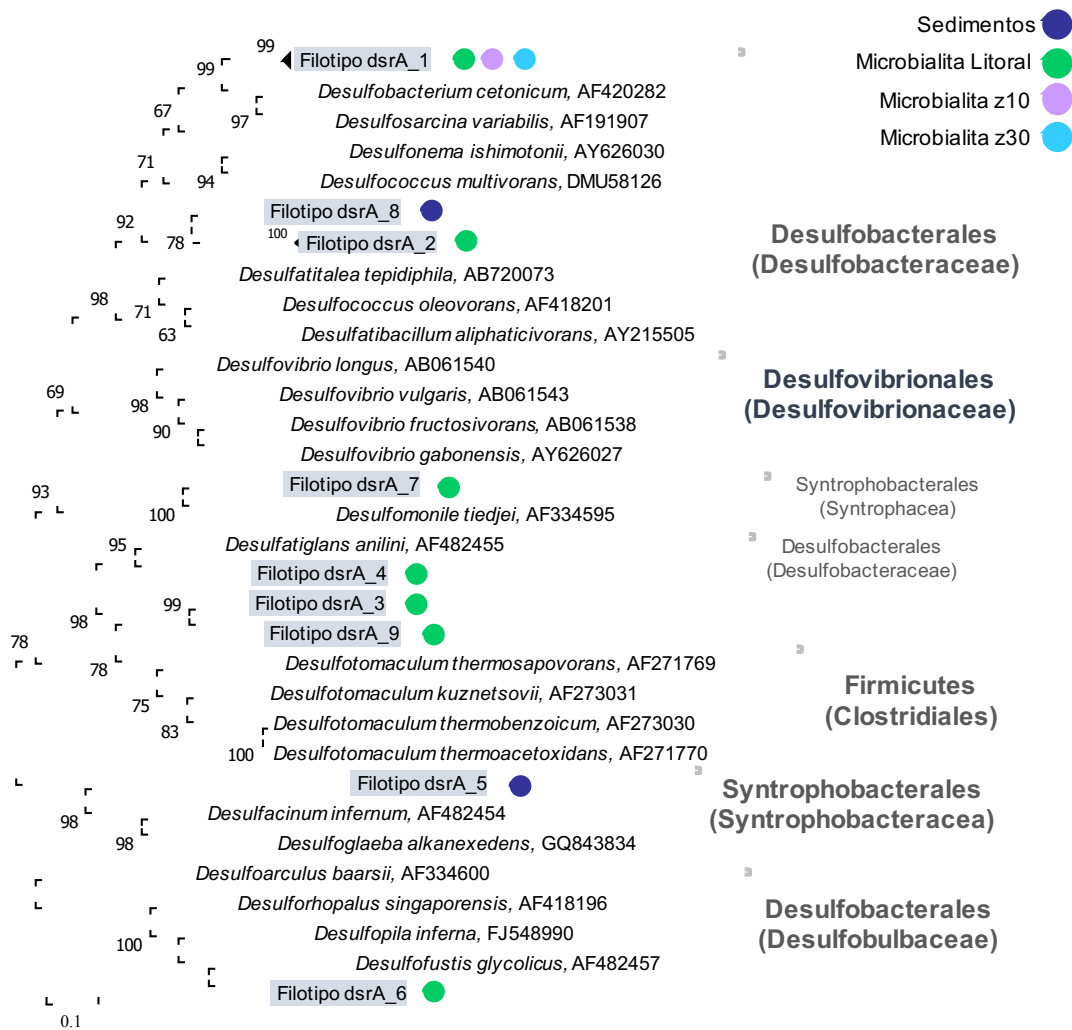 Sedimentos
Microbialita Litoral
Microbialita z10
Microbialita z30
99
Filotipo dsrA_1
99
Desulfobacterium cetonicum, AF420282
67
97
Desulfosarcina variabilis, AF191907
Desulfonema ishimotonii, AY626030
71
94
Desulfococcus multivorans, DMU58126
Filotipo dsrA_8
92
78
100
Filotipo dsrA_2
Desulfobacterales
(Desulfobacteraceae)
Desulfatitalea tepidiphila, AB720073
98
71
Desulfococcus oleovorans, AF418201
63
Desulfatibacillum aliphaticivorans, AY215505
Desulfovibrio longus, AB061540
Desulfovibrionales
(Desulfovibrionaceae)
69
98
Desulfovibrio vulgaris, AB061543
90
Desulfovibrio fructosivorans, AB061538
Desulfovibrio gabonensis, AY626027
Filotipo dsrA_7
Syntrophobacterales
(Syntrophacea)
93
100
Desulfomonile tiedjei, AF334595
95
Desulfatiglans anilini, AF482455
Desulfobacterales
(Desulfobacteraceae)
Filotipo dsrA_4
98
99
Filotipo dsrA_3
Filotipo dsrA_9
78
78
Desulfotomaculum thermosapovorans, AF271769
Firmicutes
(Clostridiales)
75
Desulfotomaculum kuznetsovii, AF273031
83
Desulfotomaculum thermobenzoicum, AF273030
100
Desulfotomaculum thermoacetoxidans, AF271770
Filotipo dsrA_5
Syntrophobacterales
(Syntrophobacteracea)
98
Desulfacinum infernum, AF482454
98
Desulfoglaeba alkanexedens, GQ843834
Desulfoarculus baarsii, AF334600
Desulforhopalus singaporensis, AF418196
Desulfobacterales
(Desulfobulbaceae)
100
Desulfopila inferna, FJ548990
Desulfofustis glycolicus, AF482457
Filotipo dsrA_6
0.1